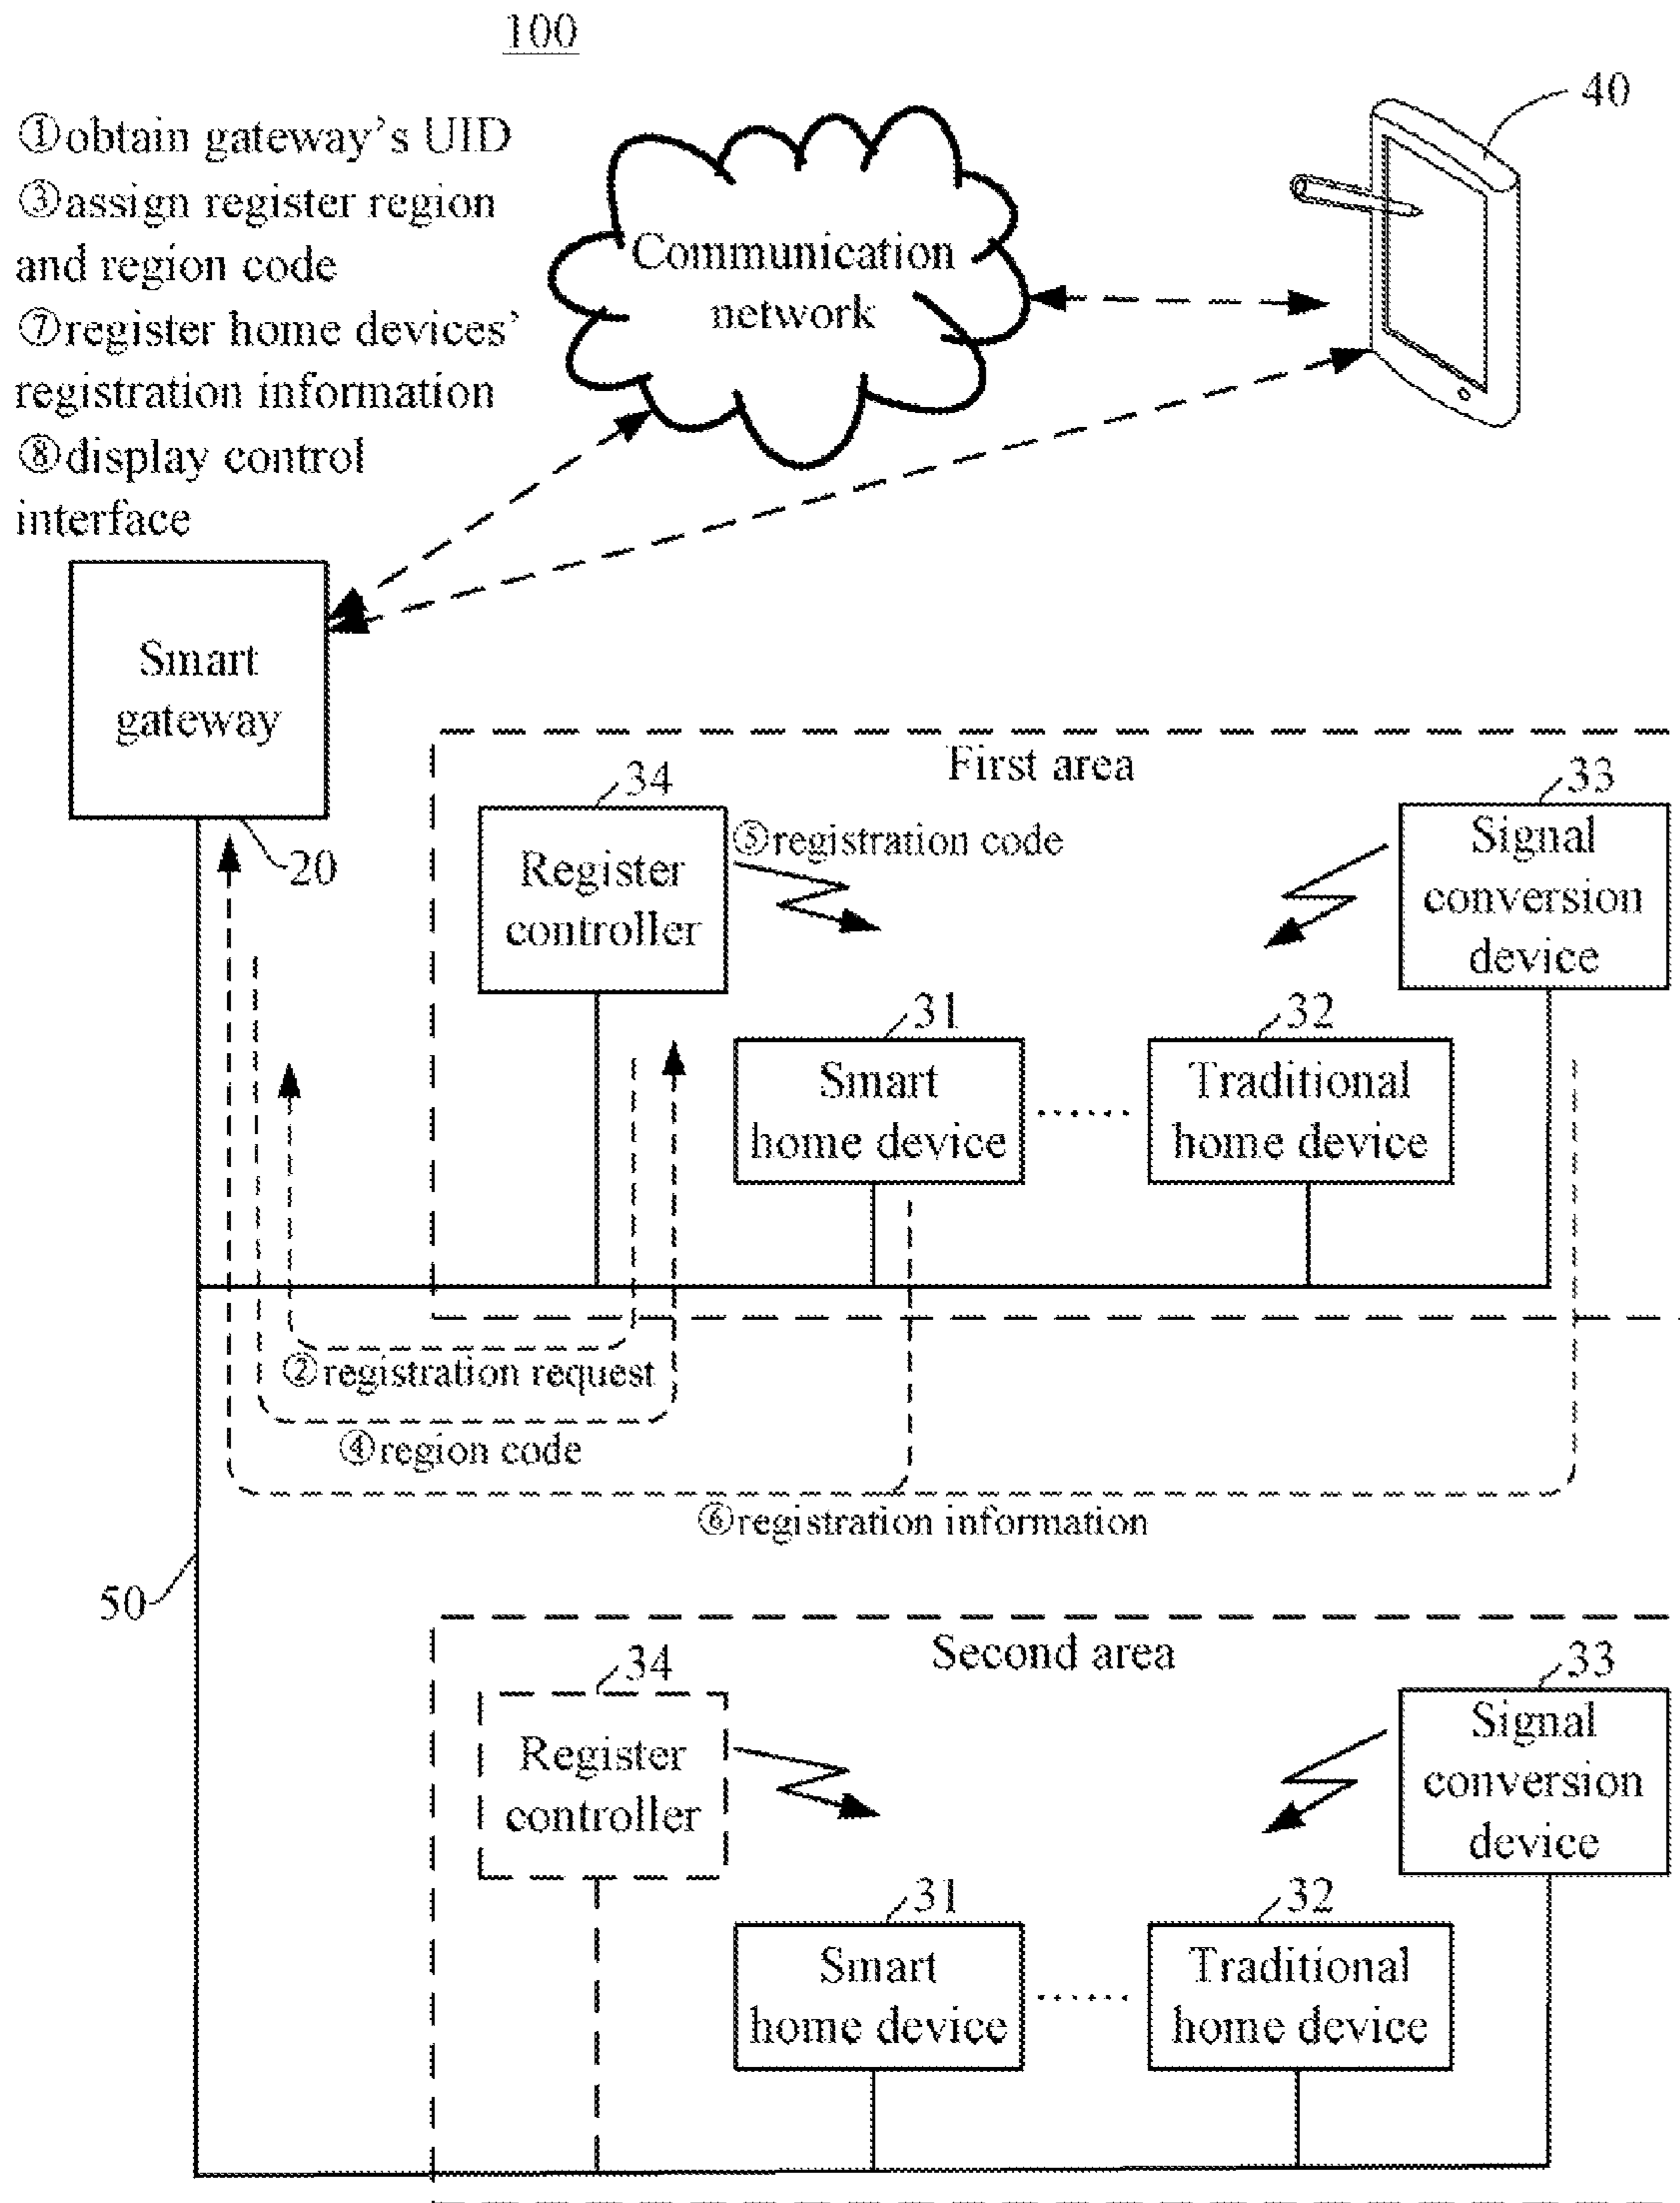 100
①obtain gateway's UID
③assign register region
and region code
⑦register home devices'
registration information
⑧display control
interface
Communication
network
40
Smart
gateway
20
First area
34
Register
controller
⑤registration code
33
Signal
conversion
device
31
Smart
home device
......
32
Traditional
home device
②registration request
④region code
⑥registration information
50
Second area
34
Register
controller
33
Signal
conversion
device
31
Smart
home device
......
32
Traditional
home device